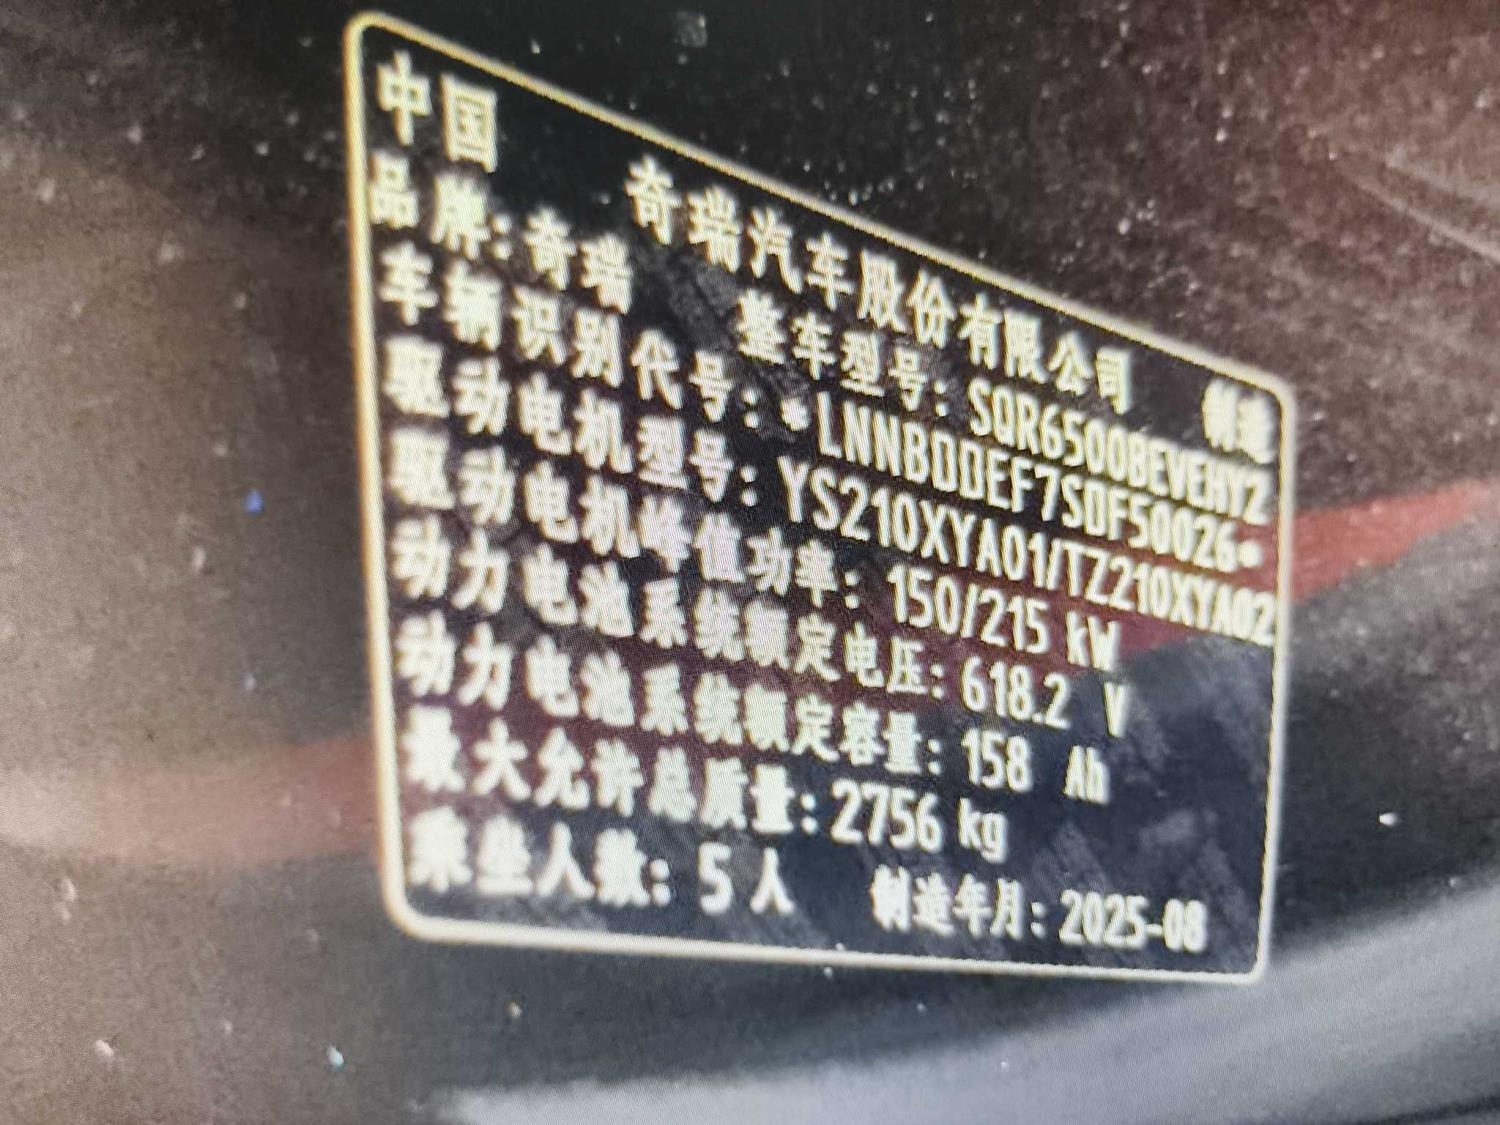 中国 奇瑞汽车股份有限公司 制造
品牌:奇瑞 整车型号: SQR6500BEVEHY2
车辆识别代号: *LNNBDDEF7SDF50026*
驱动电机型号: YS210XYA01/TZ210XYA02
驱动电机峰值功率: 150/215 kW
动力电池系统额定电压: 618.2 V
动力电池系统额定容量: 158 Ah
最大允许总质量: 2756 kg
乘坐人数: 5 人 制造年月: 2025-08